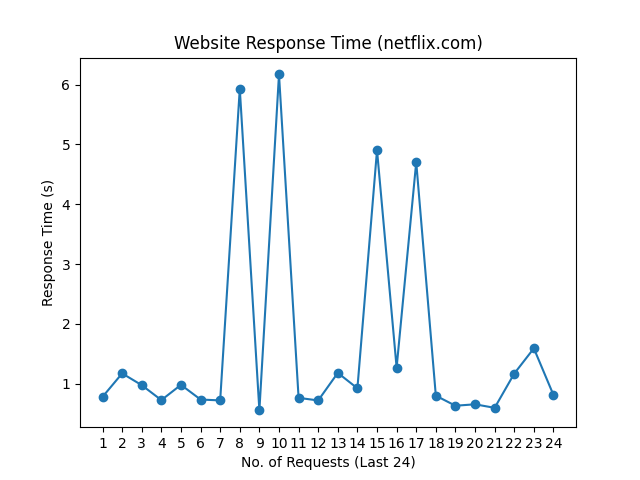 Website Response Time (netflix.com)
Response Time (s)
6
5
4
3
2
1
1 2 3 4 5 6 7 8 9 10 11 12 13 14 15 16 17 18 19 20 21 22 23 24
No. of Requests (Last 24)